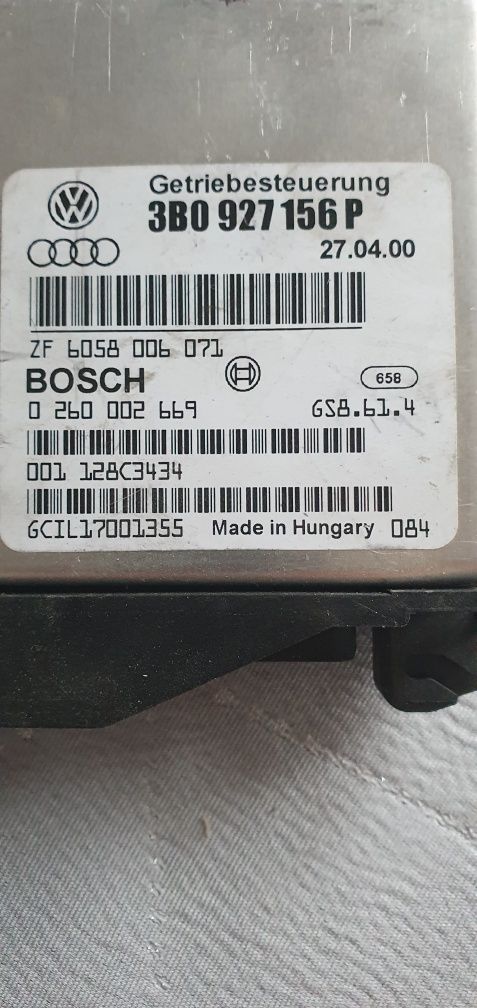 Getriebesteuerung
3B0 927 156 P
27.04.00
ZF 6058 006 071
BOSCH 658
0 260 002 669 GS8.61.4
001 128C3434
GCIL17001355 Made in Hungary 084